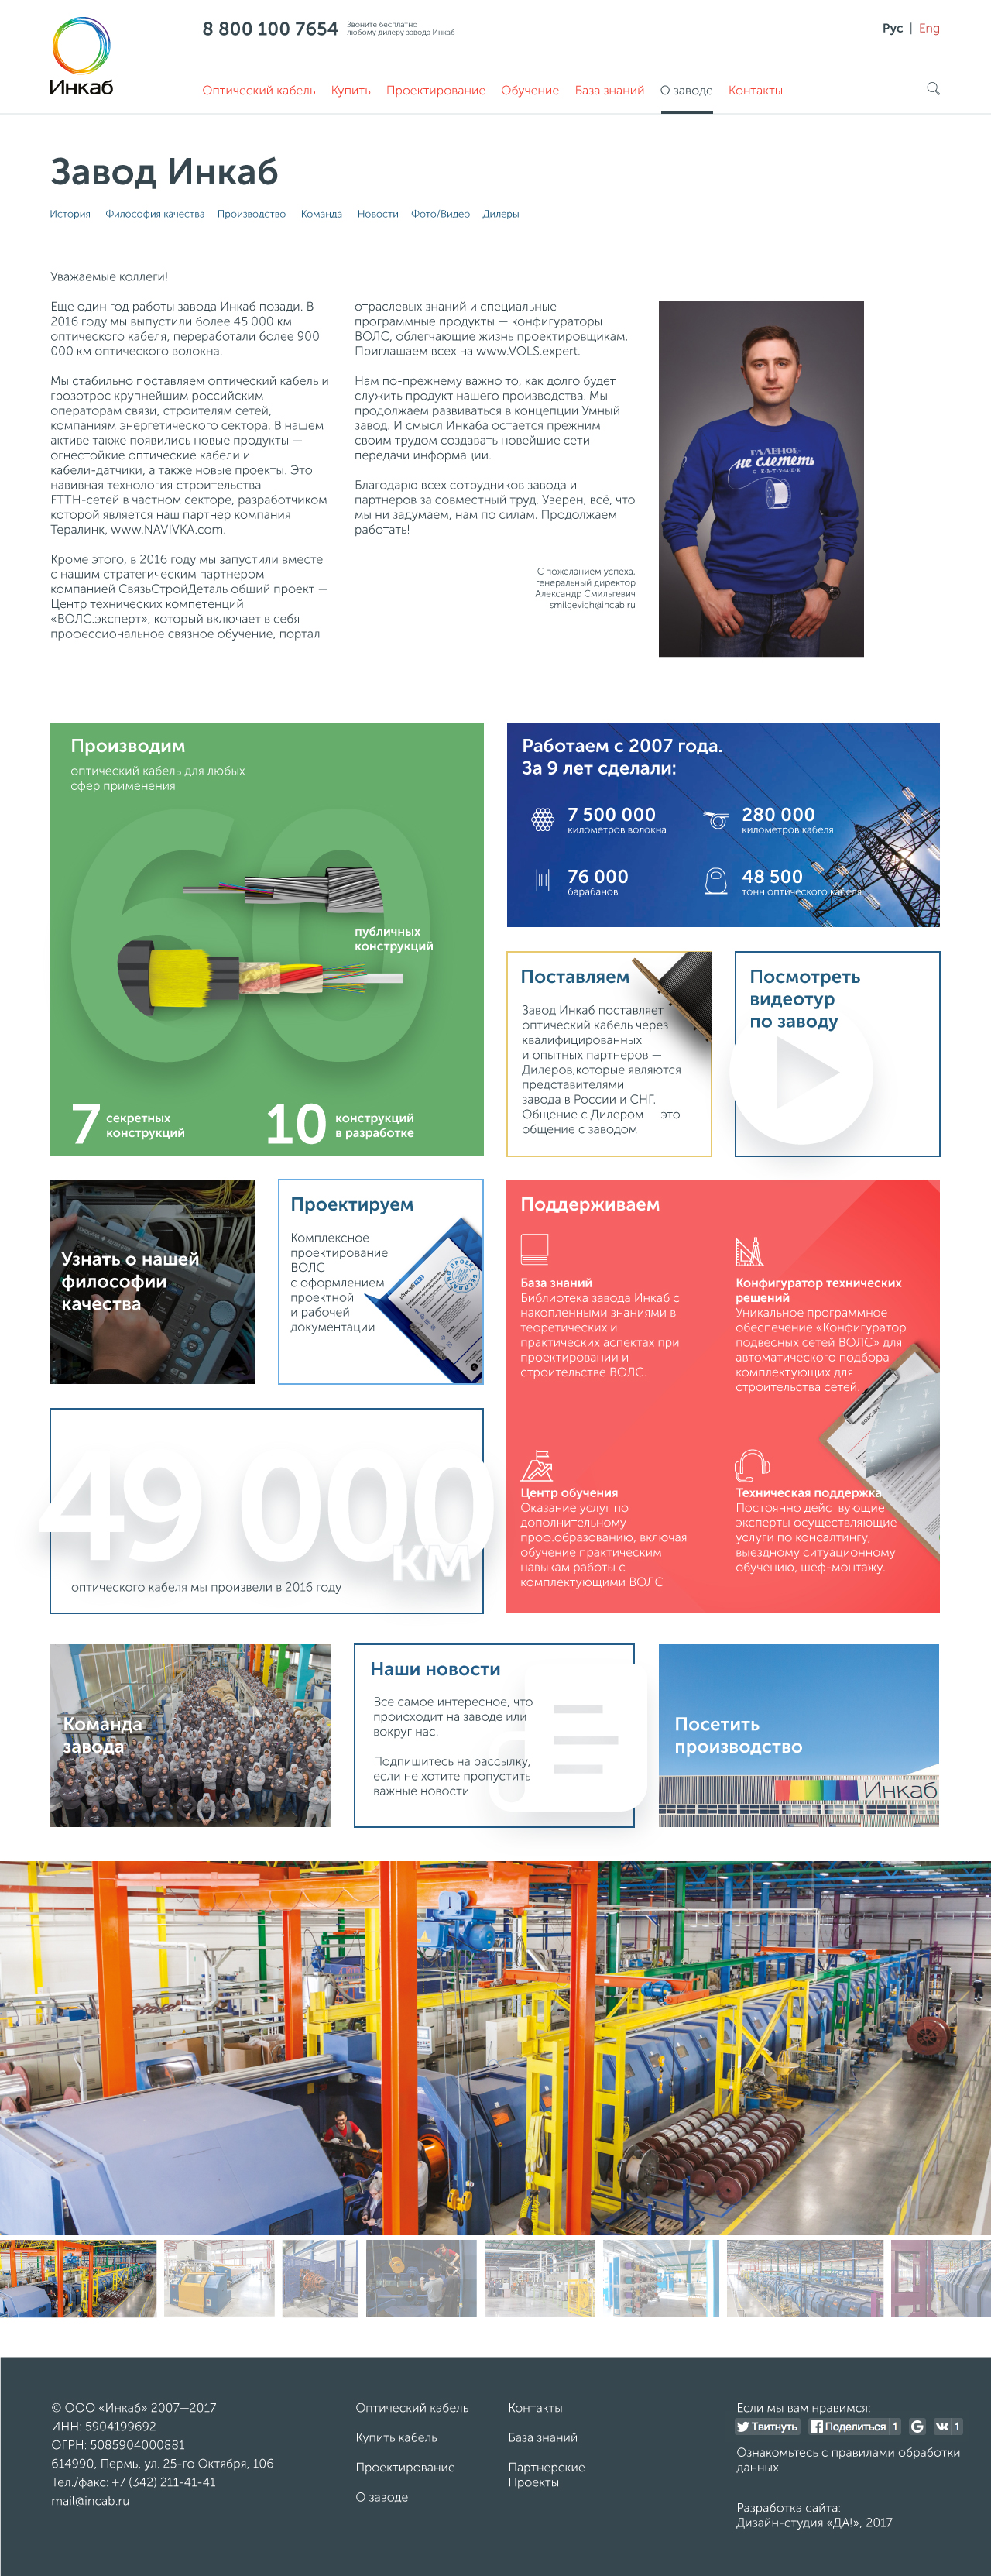 8 800 100 7654
Звоните бесплатно
любому дилеру завода Инкаб
Рус | Eng
Инкаб
Оптический кабель Купить Проектирование Обучение База знаний О заводе Контакты
Завод Инкаб
История Философия качества Производство Команда Новости Фото/Видео Дилеры
Уважаемые коллеги!
Еще один год работы завода Инкаб позади. В
2016 году мы выпустили более 45 000 км
оптического кабеля, переработали более 900
000 км оптического волокна.
Мы стабильно поставляем оптический кабель и
грозотрос крупнейшим российским
операторам связи, строителям сетей,
компаниям энергетического сектора. В нашем
активе также появились новые продукты —
огнестойкие оптические кабели и
кабели-датчики, а также новые проекты. Это
навивная технология строительства
FTTH-сетей в частном секторе, разработчиком
которой является наш партнер компания
Тералинк, www.NAVIVKA.com.
Кроме этого, в 2016 году мы запустили вместе
с нашим стратегическим партнером
компанией СвязьСтройДеталь общий проект —
Центр технических компетенций
«ВОЛС.эксперт», который включает в себя
профессиональное связное обучение, портал
отраслевых знаний и специальные
программные продукты — конфигураторы
ВОЛС, облегчающие жизнь проектировщикам.
Приглашаем всех на www.VOLS.expert.
Нам по-прежнему важно то, как долго будет
служить продукт нашего производства. Мы
продолжаем развиваться в концепции Умный
завод. И смысл Инкаба остается прежним:
своим трудом создавать новейшие сети
передачи информации.
Благодарю всех сотрудников завода и
партнеров за совместный труд. Уверен, всё, что
мы ни задумаем, нам по силам. Продолжаем
работать!
С пожеланием успеха,
генеральный директор
Александр Смильгевич
smilgevich@incab.ru
ГЛАВНОЕ
не слететь
с катушек
Производим
оптический кабель для любых
сфер применения
60
публичных
конструкций
7 секретных
конструкций
10 конструкций
в разработке
Работаем с 2007 года.
За 9 лет сделали:
7 500 000
километров волокна
280 000
километров кабеля
76 000
барабанов
48 500
тонн оптического кабеля
Поставляем
Завод Инкаб поставляет
оптический кабель через
квалифицированных
и опытных партнеров —
Дилеров,которые являются
представителями
завода в России и СНГ.
Общение с Дилером — это
общение с заводом
Посмотреть
видеотур
по заводу
Узнать о нашей
философии
качества
Проектируем
Комплексное
проектирование
ВОЛС
с оформлением
проектной
и рабочей
документации
Инкаб
ПРОЕКТ
Поддерживаем
База знаний
Библиотека завода Инкаб с
накопленными знаниями в
теоретических и
практических аспектах при
проектировании и
строительстве ВОЛС.
Конфигуратор технических
решений
Уникальное программное
обеспечение «Конфигуратор
подвесных сетей ВОЛС» для
автоматического подбора
комплектующих для
строительства сетей.
Центр обучения
Оказание услуг по
дополнительному
проф.образованию, включая
обучение практическим
навыкам работы с
комплектующими ВОЛС
Техническая поддержка
Постоянно действующие
эксперты осуществляющие
услуги по консалтингу,
выездному ситуационному
обучению, шеф-монтажу.
49 000
км
оптического кабеля мы произвели в 2016 году
Команда
завода
Наши новости
Все самое интересное, что
происходит на заводе или
вокруг нас.
Подпишитесь на рассылку,
если не хотите пропустить
важные новости
Посетить
производство
Инкаб
© ООО «Инкаб» 2007—2017
ИНН: 5904199692
ОГРН: 5085904000881
614990, Пермь, ул. 25-го Октября, 106
Тел./факс: +7 (342) 211-41-41
mail@incab.ru
Оптический кабель
Купить кабель
Проектирование
О заводе
Контакты
База знаний
Партнерские
Проекты
Если мы вам нравимся:
Твитнуть Поделиться 1 G 1
Ознакомьтесь с правилами обработки
данных
Разработка сайта:
Дизайн-студия «ДА!», 2017